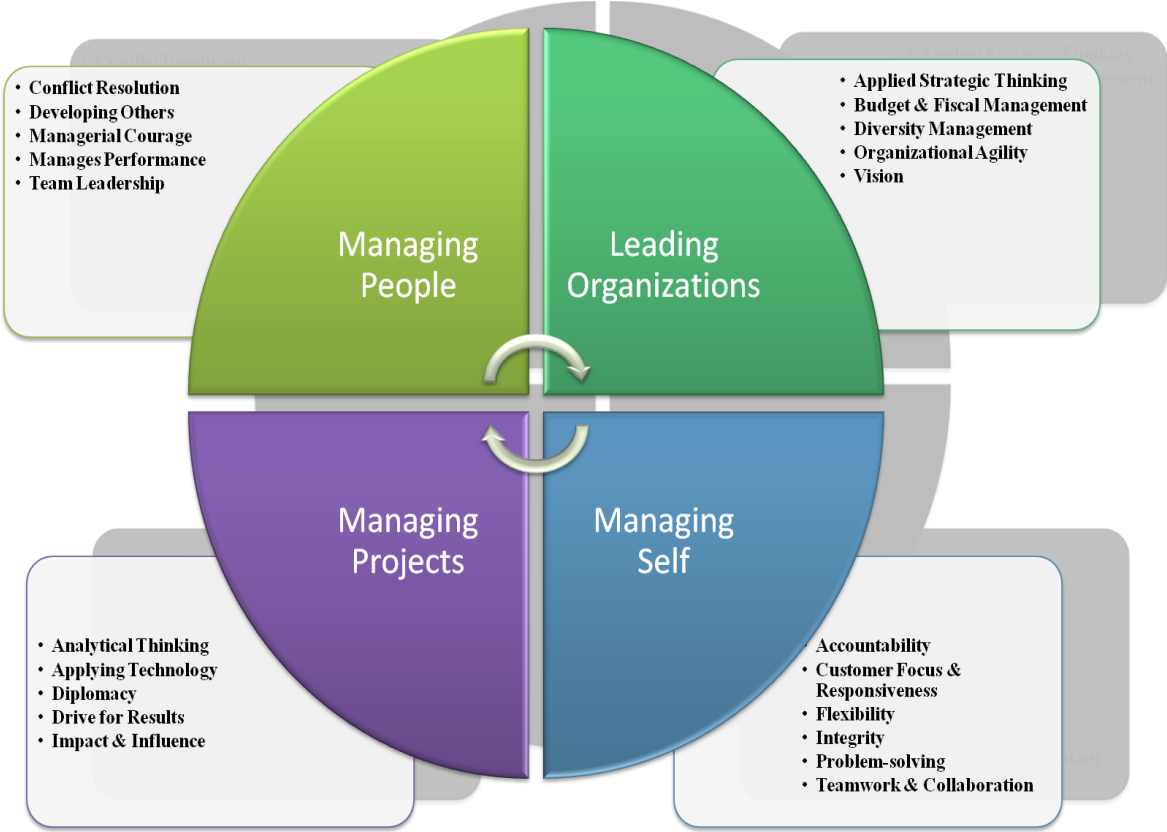 • Conflict Resolution
• Developing Others
• Managerial Courage
• Manages Performance
• Team Leadership
• Applied Strategic Thinking
• Budget & Fiscal Management
• Diversity Management
• Organizational Agility
• Vision
Managing
People
Leading
Organizations
Managing
Projects
Managing
Self
• Analytical Thinking
• Applying Technology
• Diplomacy
• Drive for Results
• Impact & Influence
• Accountability
• Customer Focus &
Responsiveness
• Flexibility
• Integrity
• Problem-solving
• Teamwork & Collaboration